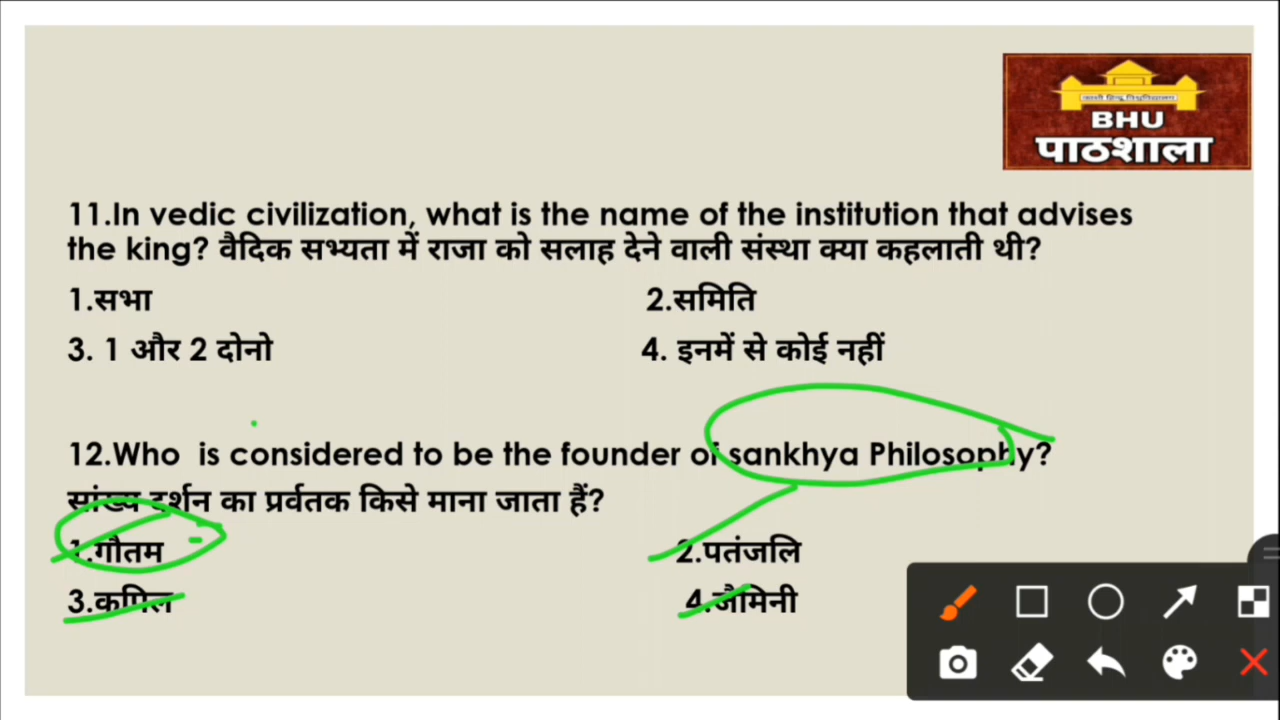 BHU
पाठशाला
11.In vedic civilization, what is the name of the institution that advises
the king? वैदिक सभ्यता में राजा को सलाह देने वाली संस्था क्या कहलाती थी?
1.सभा 2.समिति
3. 1 और 2 दोनो 4. इनमें से कोई नहीं
12.Who is considered to be the founder of sankhya Philosophy?
सांख्य दर्शन का प्रर्वतक किसे माना जाता हैं?
1.गौतम 2.पतंजलि
3.कपिल 4.जैमिनी